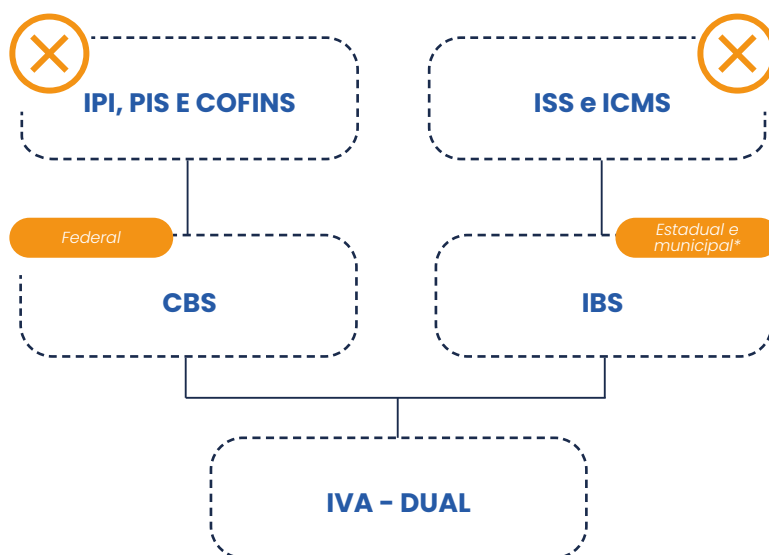 IPI, PIS E COFINS
ISS e ICMS
Federal
Estadual e
municipal*
CBS
IBS
IVA - DUAL